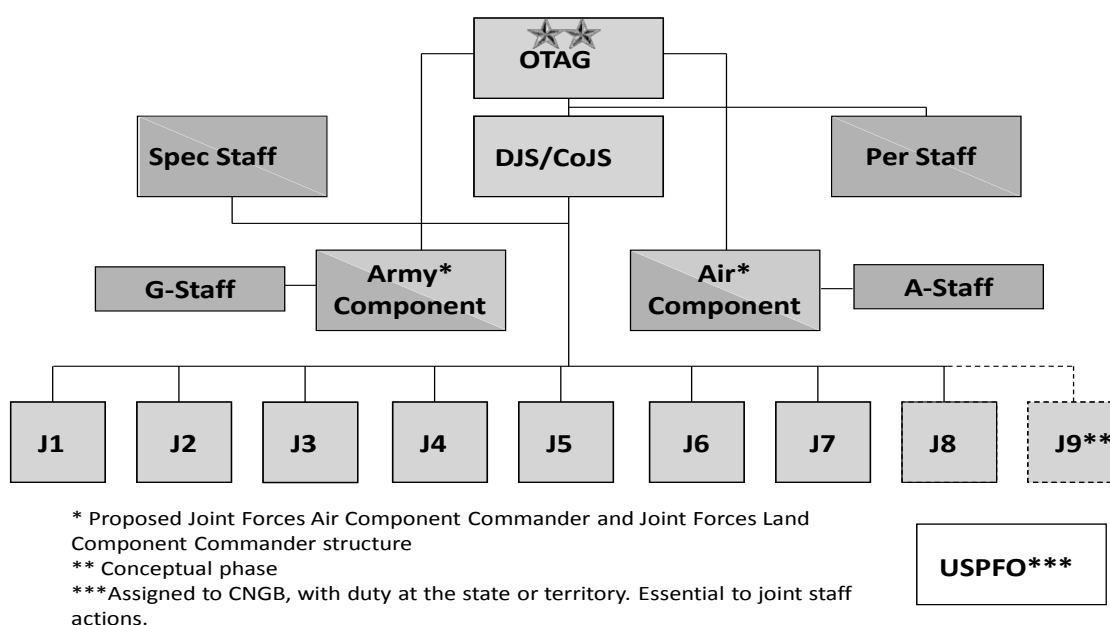 OTAG
Spec Staff
DJS/CoJS
Per Staff
G-Staff
Army*
Component
Air*
Component
A-Staff
J1
J2
J3
J4
J5
J6
J7
J8
J9**
* Proposed Joint Forces Air Component Commander and Joint Forces Land
Component Commander structure
** Conceptual phase
***Assigned to CNGB, with duty at the state or territory. Essential to joint staff
actions.
USPFO***